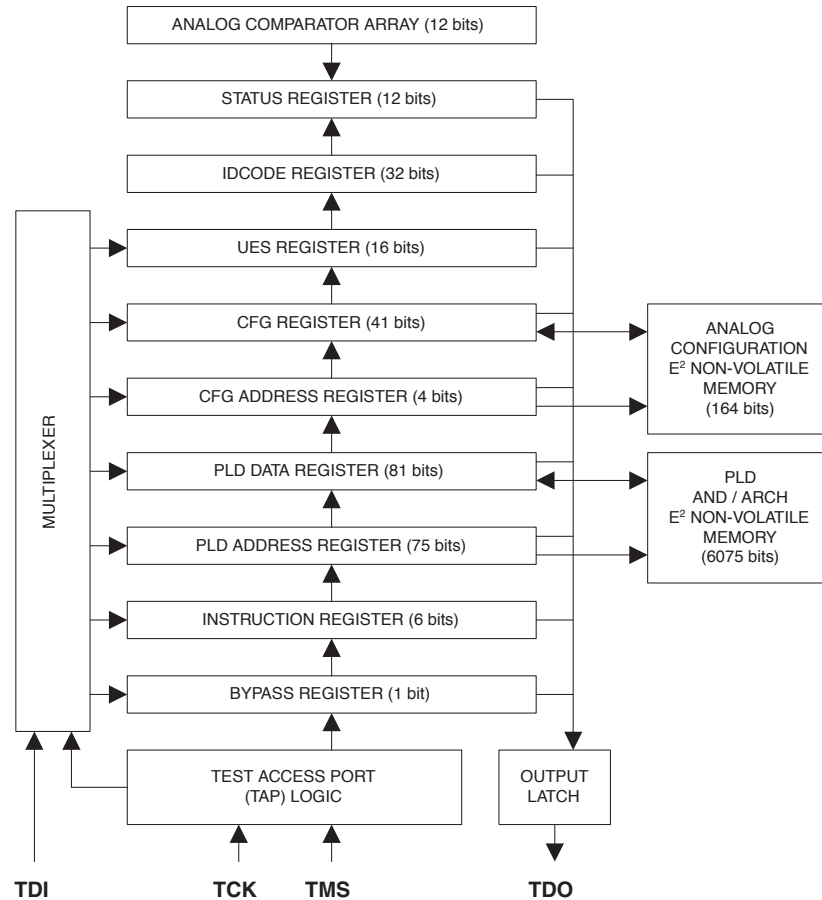 ANALOG COMPARATOR ARRAY (12 bits)
STATUS REGISTER (12 bits)
IDCODE REGISTER (32 bits)
MULTIPLEXER
UES REGISTER (16 bits)
CFG REGISTER (41 bits)
CFG ADDRESS REGISTER (4 bits)
PLD DATA REGISTER (81 bits)
PLD ADDRESS REGISTER (75 bits)
INSTRUCTION REGISTER (6 bits)
BYPASS REGISTER (1 bit)
ANALOG
CONFIGURATION
E² NON-VOLATILE
MEMORY
(164 bits)
PLD
AND / ARCH
E² NON-VOLATILE
MEMORY
(6075 bits)
TEST ACCESS PORT
(TAP) LOGIC
OUTPUT
LATCH
TDI
TCK
TMS
TDO